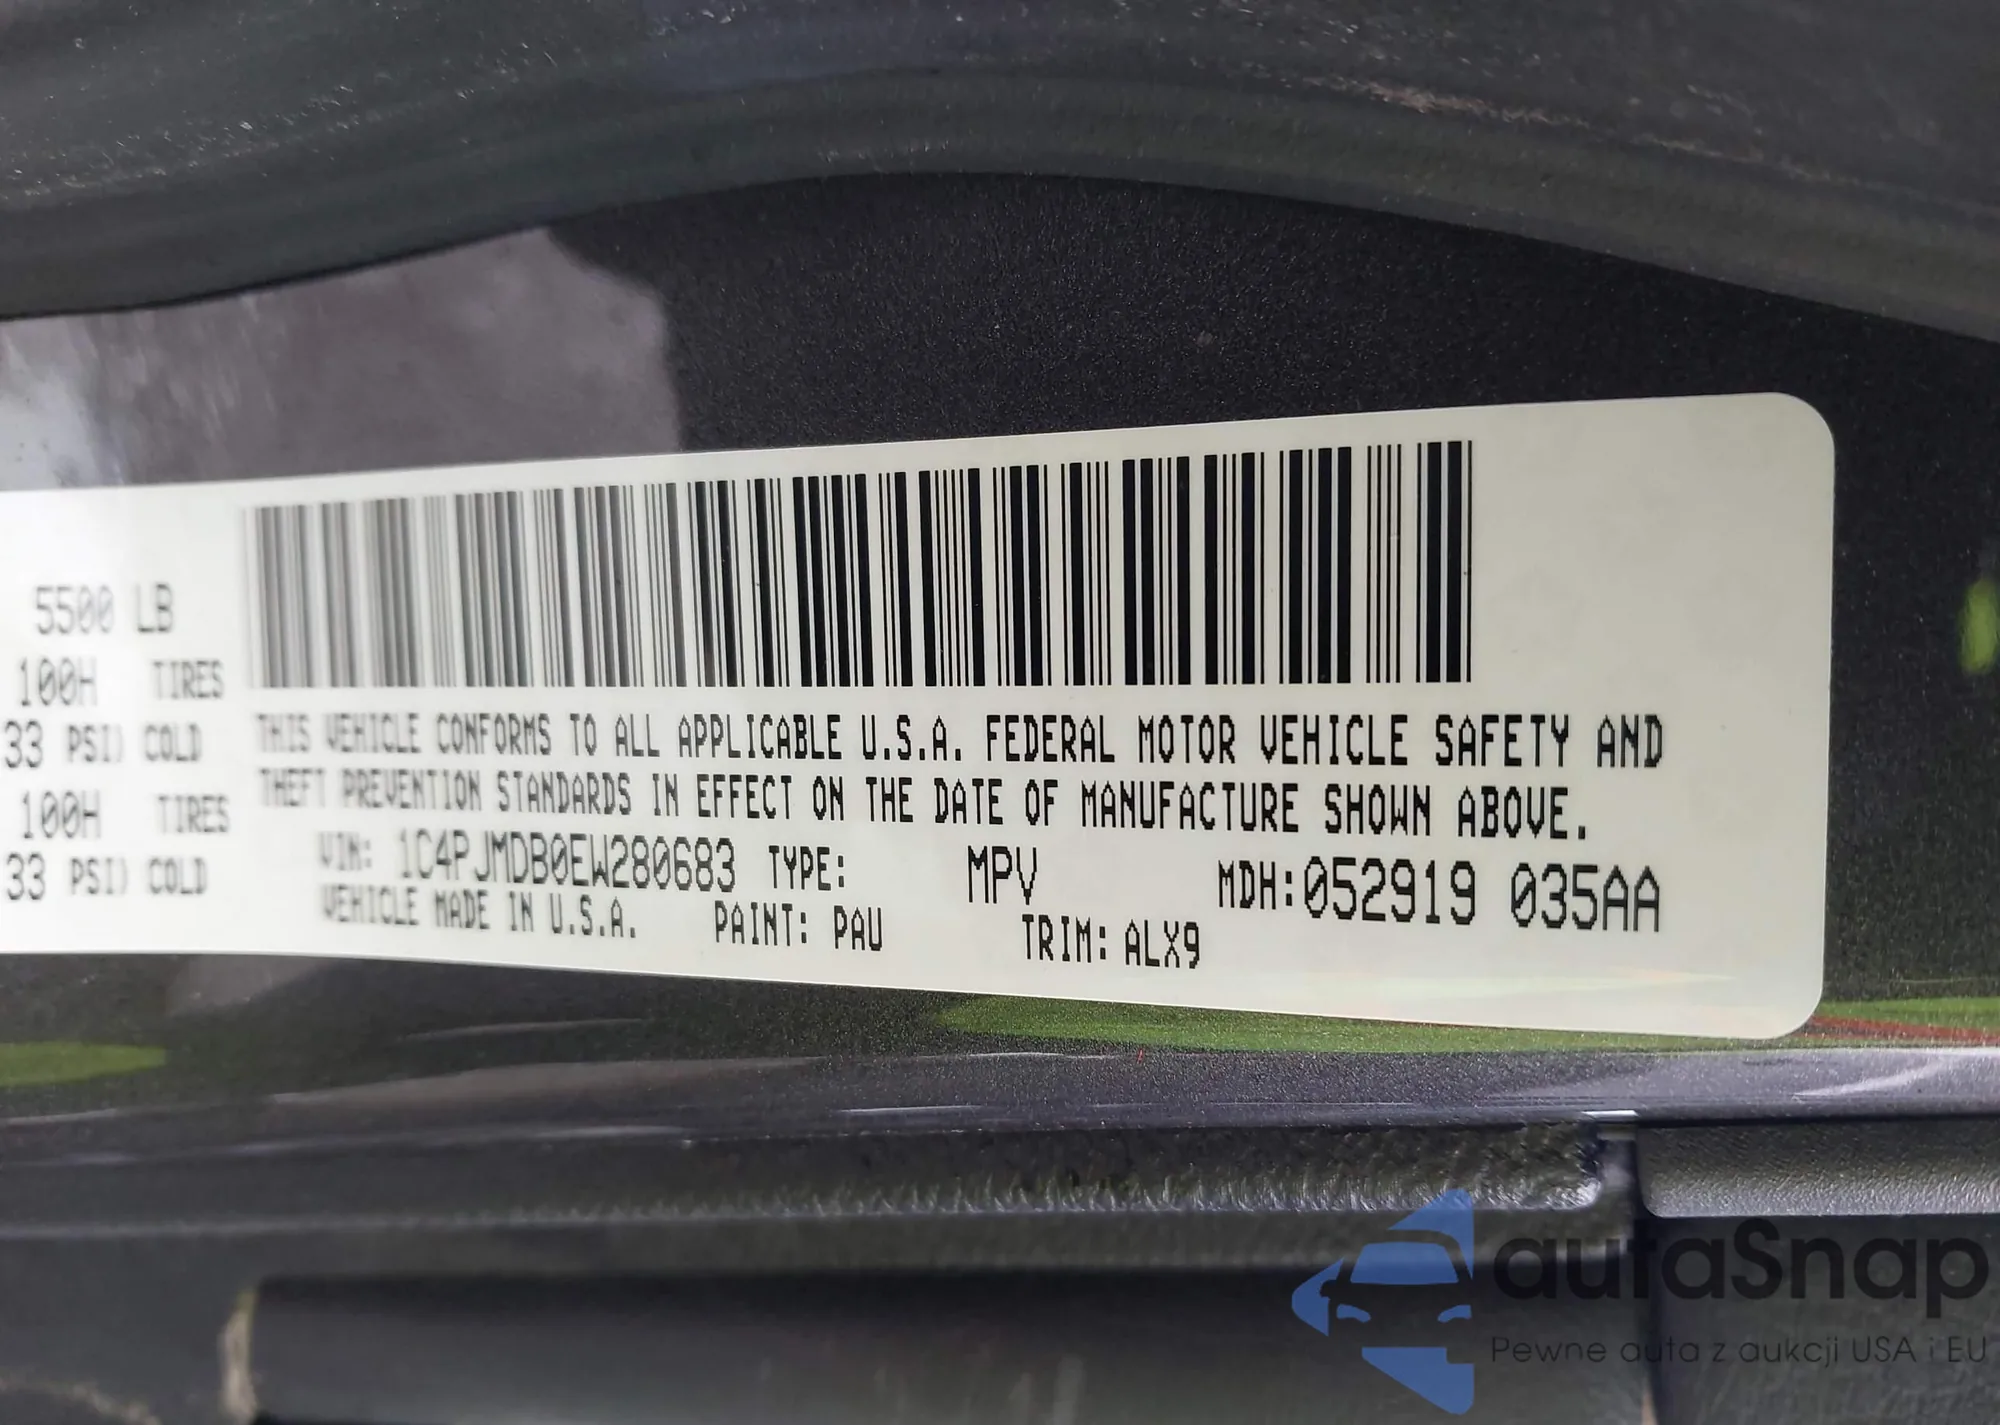 5500 LB
100H TIRES
33 PSI) COLD
100H TIRES
33 PSI) COLD
THIS VEHICLE CONFORMS TO ALL APPLICABLE U.S.A. FEDERAL MOTOR VEHICLE SAFETY AND
THEFT PREVENTION STANDARDS IN EFFECT ON THE DATE OF MANUFACTURE SHOWN ABOVE.
VIN: 1C4PJMDB0EW280683 TYPE: MPV MDH:052919 035AA
VEHICLE MADE IN U.S.A. PAINT: PAU TRIM: ALX9
autaSnap
Pewne auta z aukcji USA i EU